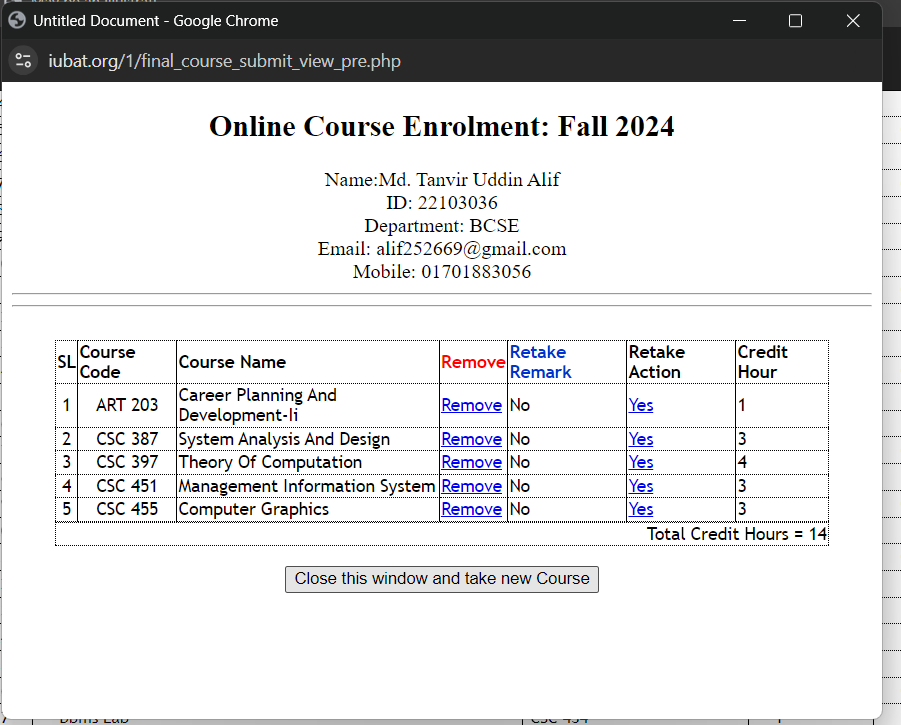 Untitled Document - Google Chrome
iubat.org/1/final_course_submit_view_pre.php
Online Course Enrolment: Fall 2024
Name:Md. Tanvir Uddin Alif
ID: 22103036
Department: BCSE
Email: alif252669@gmail.com
Mobile: 01701883056
SL Course Code Course Name Remove Retake Remark Retake Action Credit Hour
1 ART 203 Career Planning And Development-Ii Remove No Yes 1
2 CSC 387 System Analysis And Design Remove No Yes 3
3 CSC 397 Theory Of Computation Remove No Yes 4
4 CSC 451 Management Information System Remove No Yes 3
5 CSC 455 Computer Graphics Remove No Yes 3
Total Credit Hours = 14
Close this window and take new Course